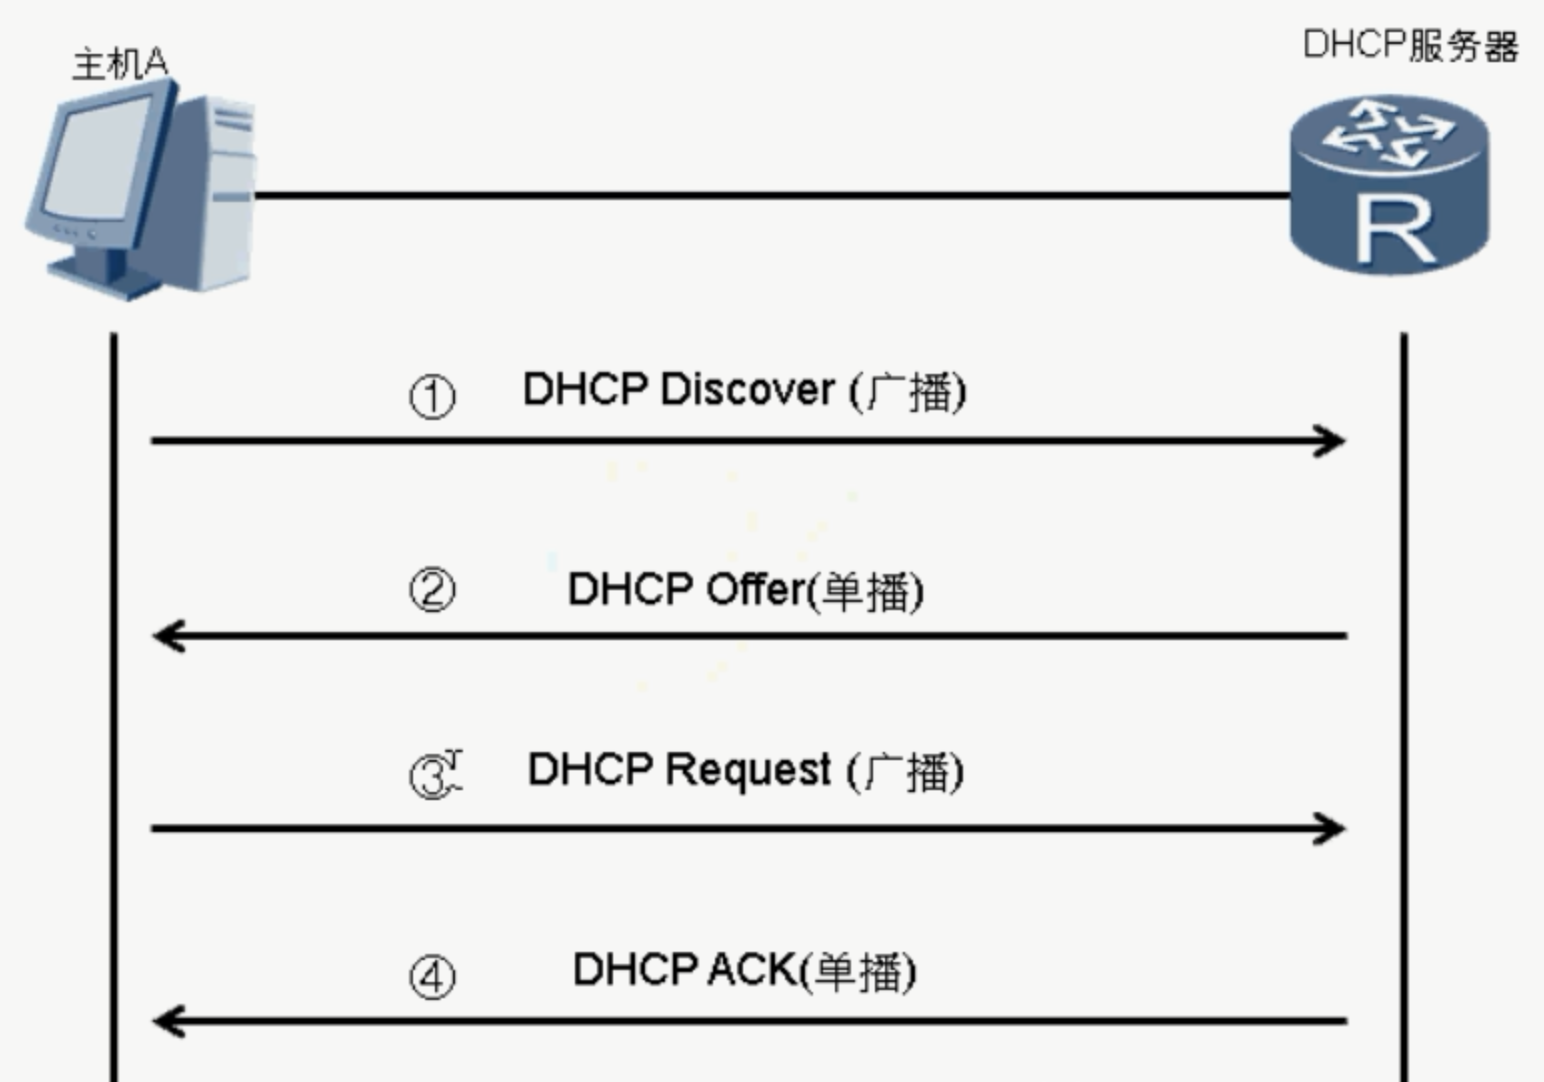 主机A
DHCP服务器
R
① DHCP Discover (广播)
② DHCP Offer(单播)
③ DHCP Request (广播)
④ DHCP ACK(单播)